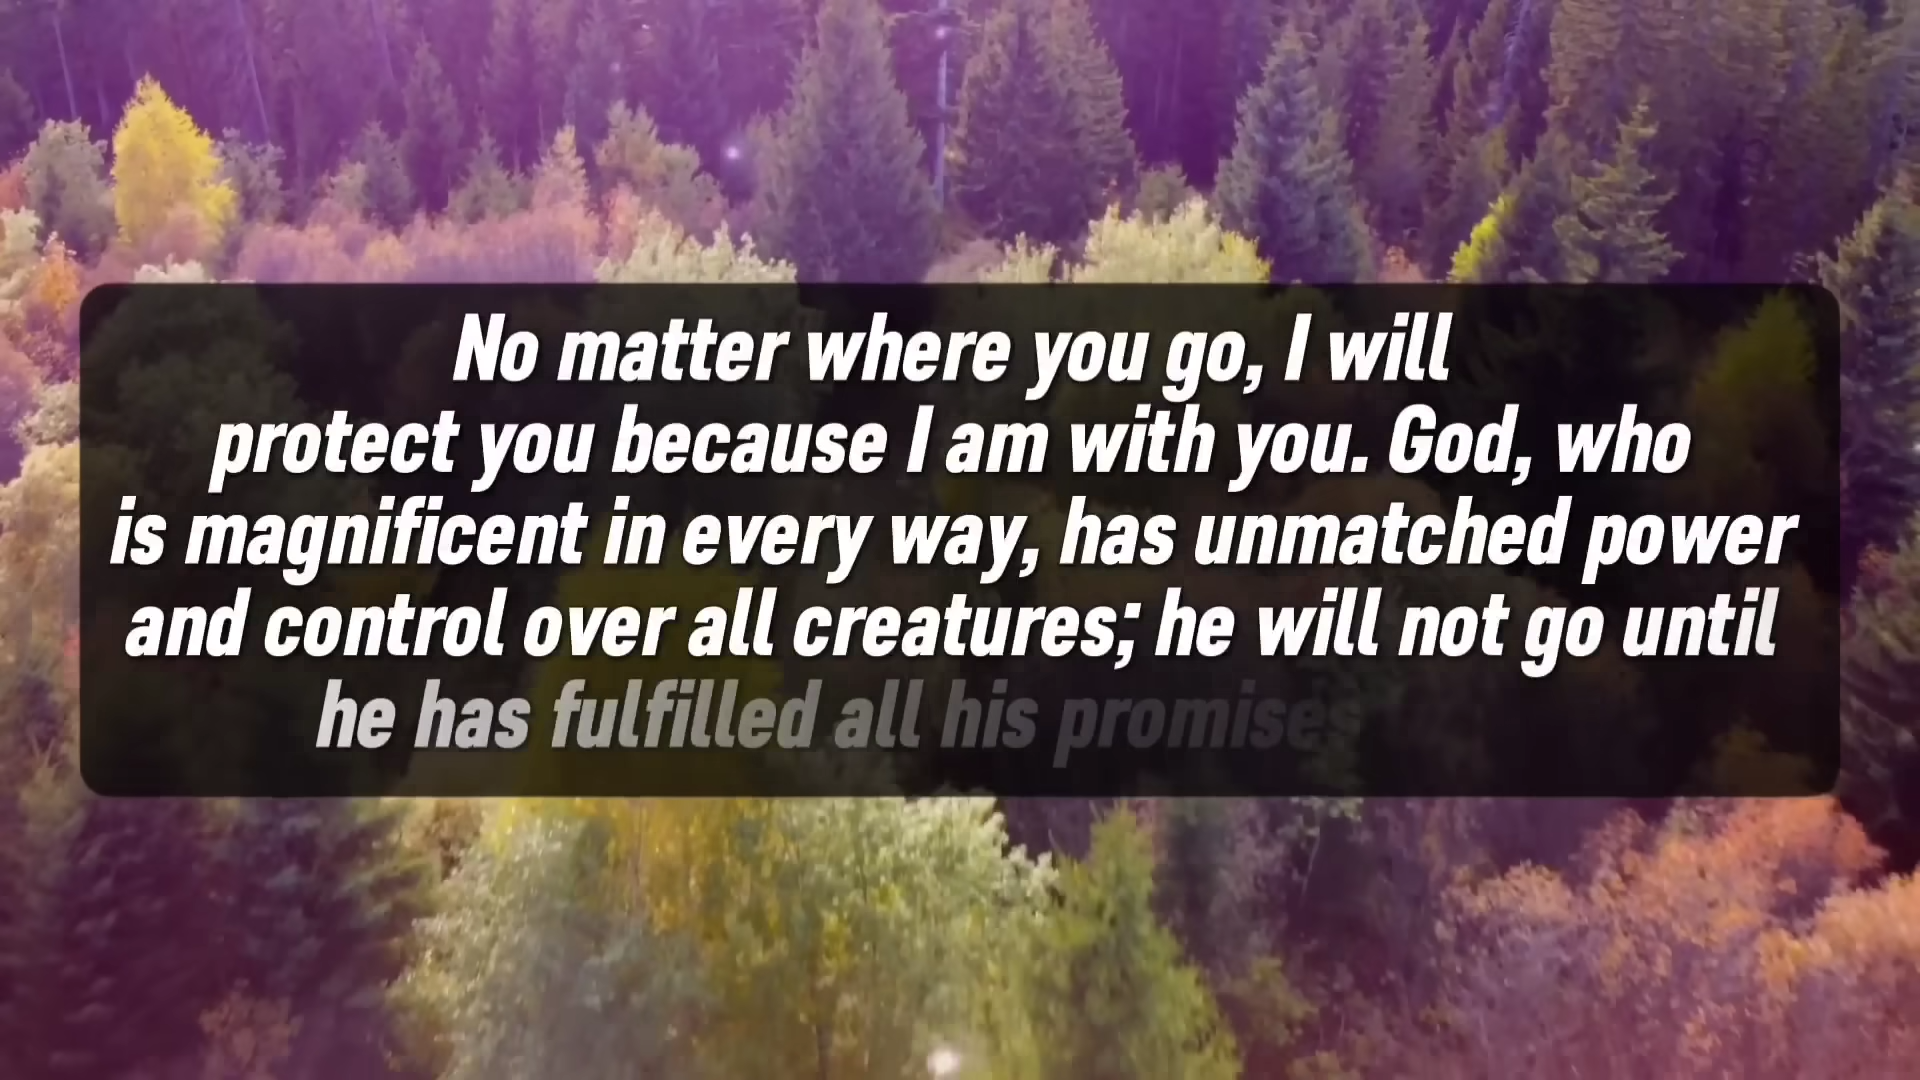 No matter where you go, I will
protect you because I am with you. God, who
is magnificent in every way, has unmatched power
and control over all creatures; he will not go until
he has fulfilled all his promises